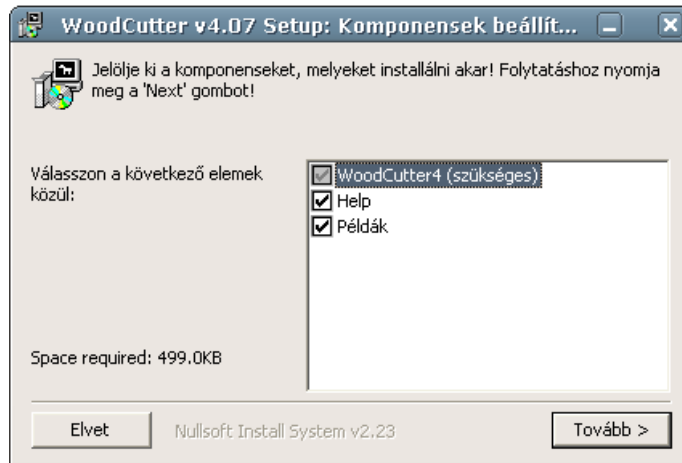 WoodCutter v4.07 Setup: Komponensek beállít...
Jelölje ki a komponenseket, melyeket installálni akar! Folytatáshoz nyomja
meg a 'Next' gombot!
Válasszon a következő elemek
közül:
WoodCutter4 (szükséges)
Help
Példák
Space required: 499.0KB
Elvet
Nullsoft Install System v2.23
Tovább >